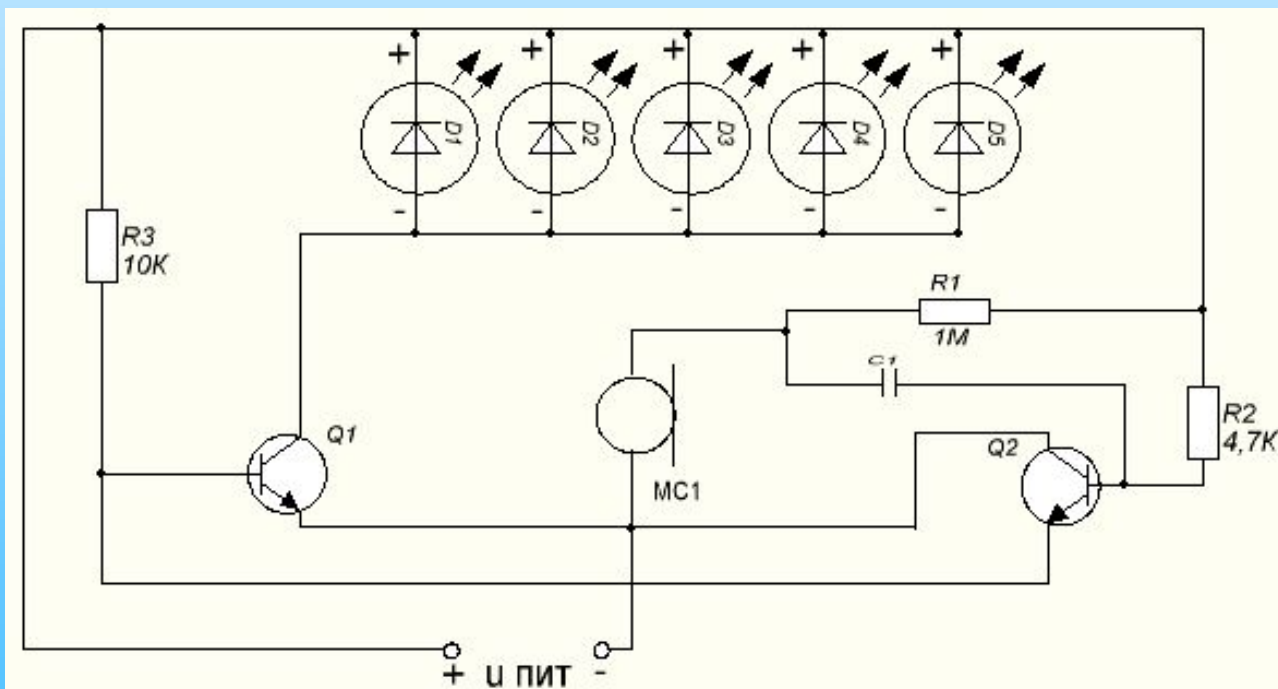 + + + + +
D1 D2 D3 D4 D5
- - - - -
R3
10K
R1
1M
C1
R2
4,7K
Q1
Q2
MC1
+ u пит -